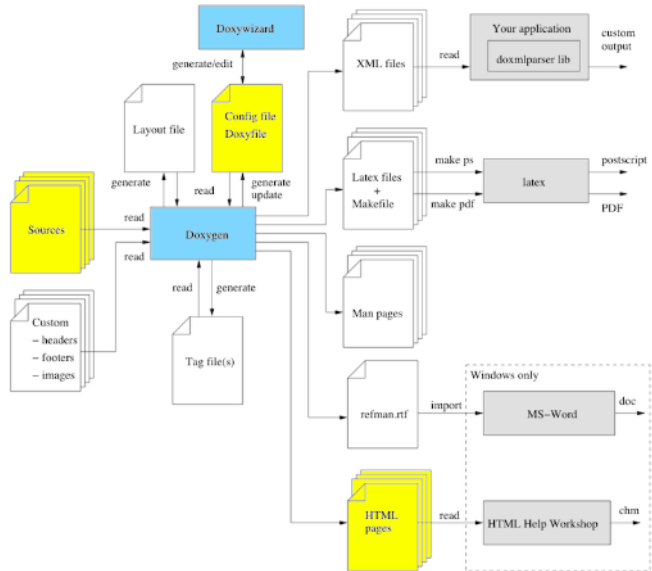 Doxywizard
generate/edit
Layout file
Config file
Doxyfile
generate
read
generate
update
Sources
read
Doxygen
read
Custom
– headers
– footers
– images
read
generate
Tag file(s)
XML files
read
Your application
doxmlparser lib
custom
output
Latex files
+
Makefile
make ps
make pdf
latex
postscript
PDF
Man pages
refman.rtf
import
Windows only
MS–Word
doc
HTML
pages
read
HTML Help Workshop
chm